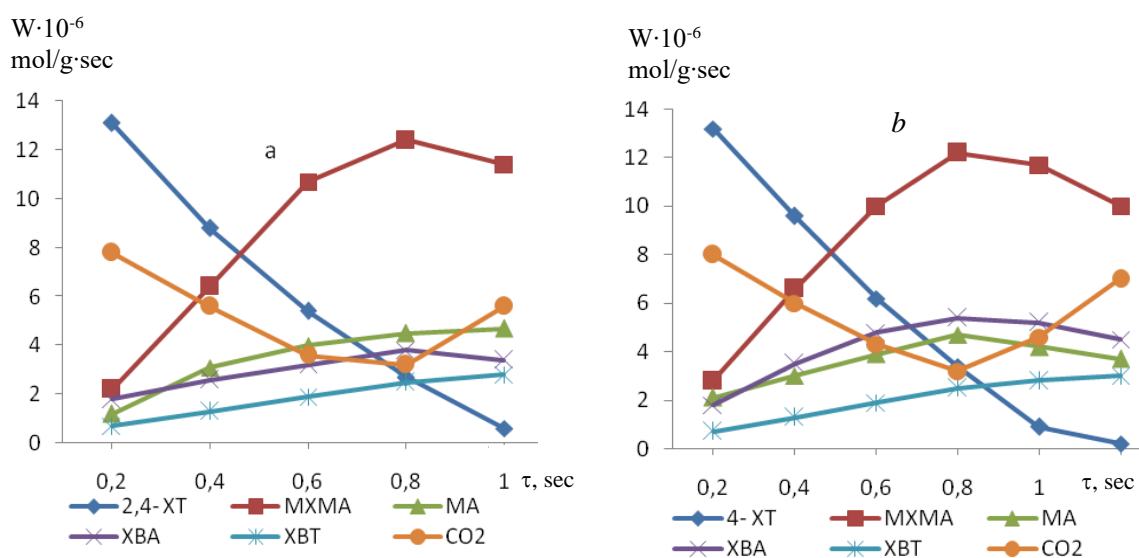 W·10⁻⁶
mol/g·sec
a
14
12
10
8
6
4
2
0
0,2 0,4 0,6 0,8 1 τ, sec
2,4- XT MXMA MA
XBA XBT CO2
W·10⁻⁶
mol/g·sec
b
14
12
10
8
6
4
2
0
0,2 0,4 0,6 0,8 1 τ, sec
4- XT MXMA MA
XBA XBT CO2